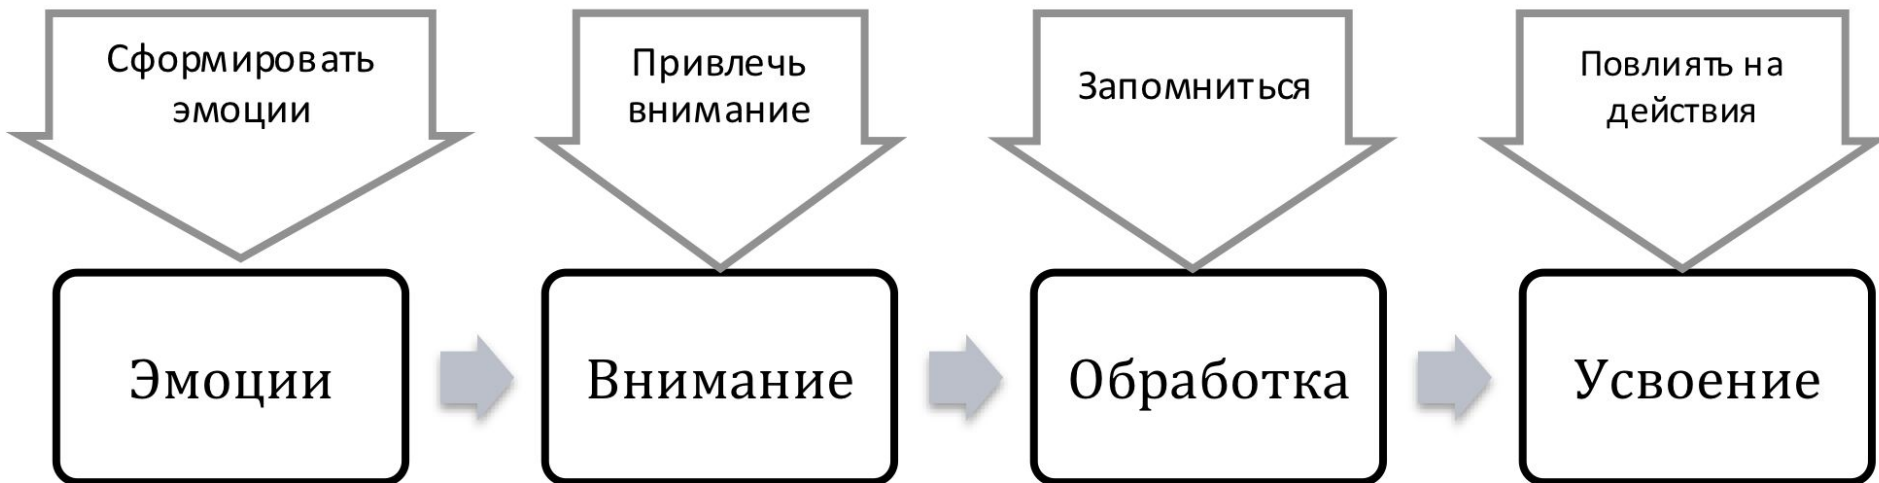 Сформировать
эмоции
Привлечь
внимание
Запомниться
Повлиять на
действия
Эмоции
Внимание
Обработка
Усвоение